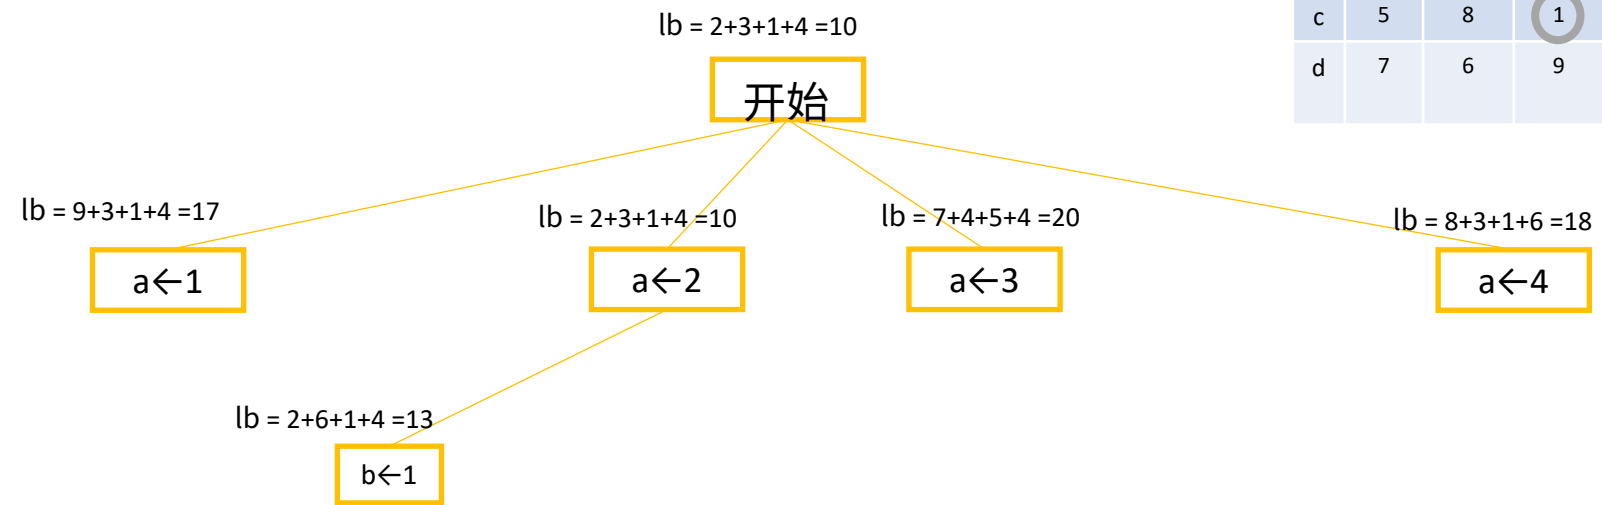 lb = 2+3+1+4 =10
c 5 8 1
d 7 6 9
开始
lb = 9+3+1+4 =17
lb = 2+3+1+4 =10
lb = 7+4+5+4 =20
lb = 8+3+1+6 =18
a←1
a←2
a←3
a←4
lb = 2+6+1+4 =13
b←1